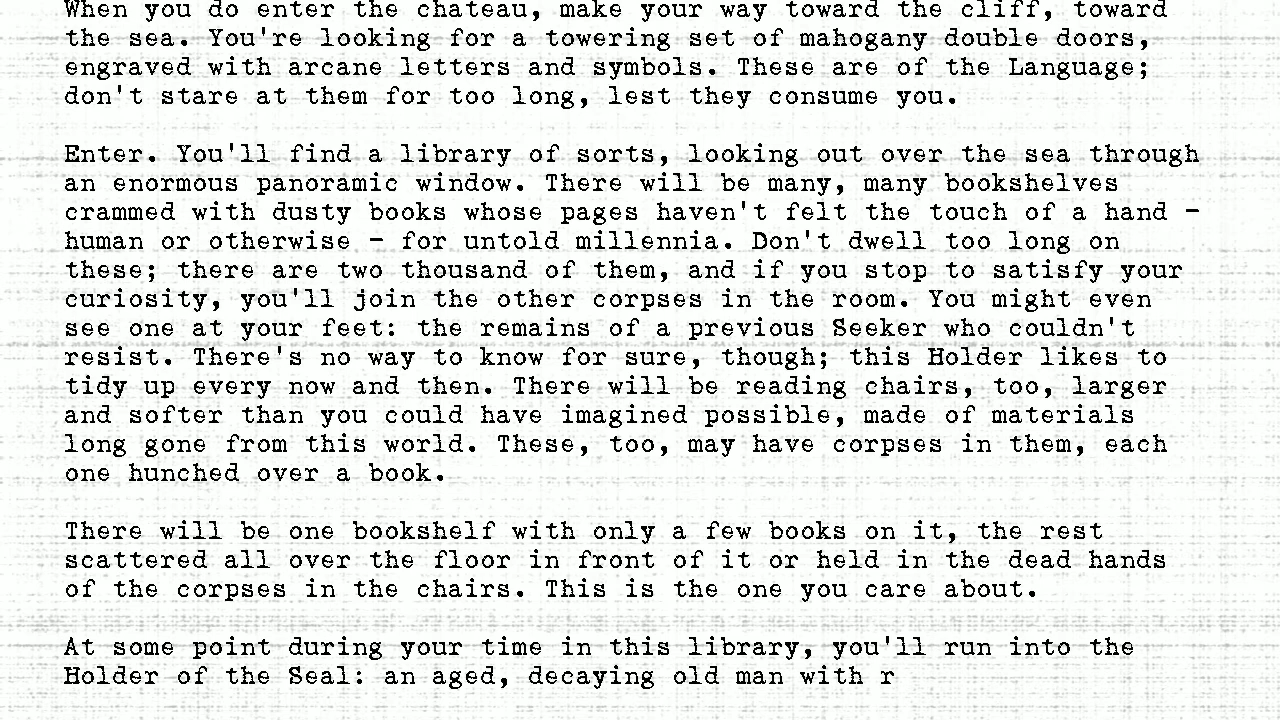 When you do enter the chateau, make your way toward the cliff, toward
the sea. You're looking for a towering set of mahogany double doors,
engraved with arcane letters and symbols. These are of the Language;
don't stare at them for too long, lest they consume you.
Enter. You'll find a library of sorts, looking out over the sea through
an enormous panoramic window. There will be many, many bookshelves
crammed with dusty books whose pages haven't felt the touch of a hand -
human or otherwise - for untold millennia. Don't dwell too long on
these; there are two thousand of them, and if you stop to satisfy your
curiosity, you'll join the other corpses in the room. You might even
see one at your feet: the remains of a previous Seeker who couldn't
resist. There's no way to know for sure, though; this Holder likes to
tidy up every now and then. There will be reading chairs, too, larger
and softer than you could have imagined possible, made of materials
long gone from this world. These, too, may have corpses in them, each
one hunched over a book.
There will be one bookshelf with only a few books on it, the rest
scattered all over the floor in front of it or held in the dead hands
of the corpses in the chairs. This is the one you care about.
At some point during your time in this library, you'll run into the
Holder of the Seal: an aged, decaying old man with r